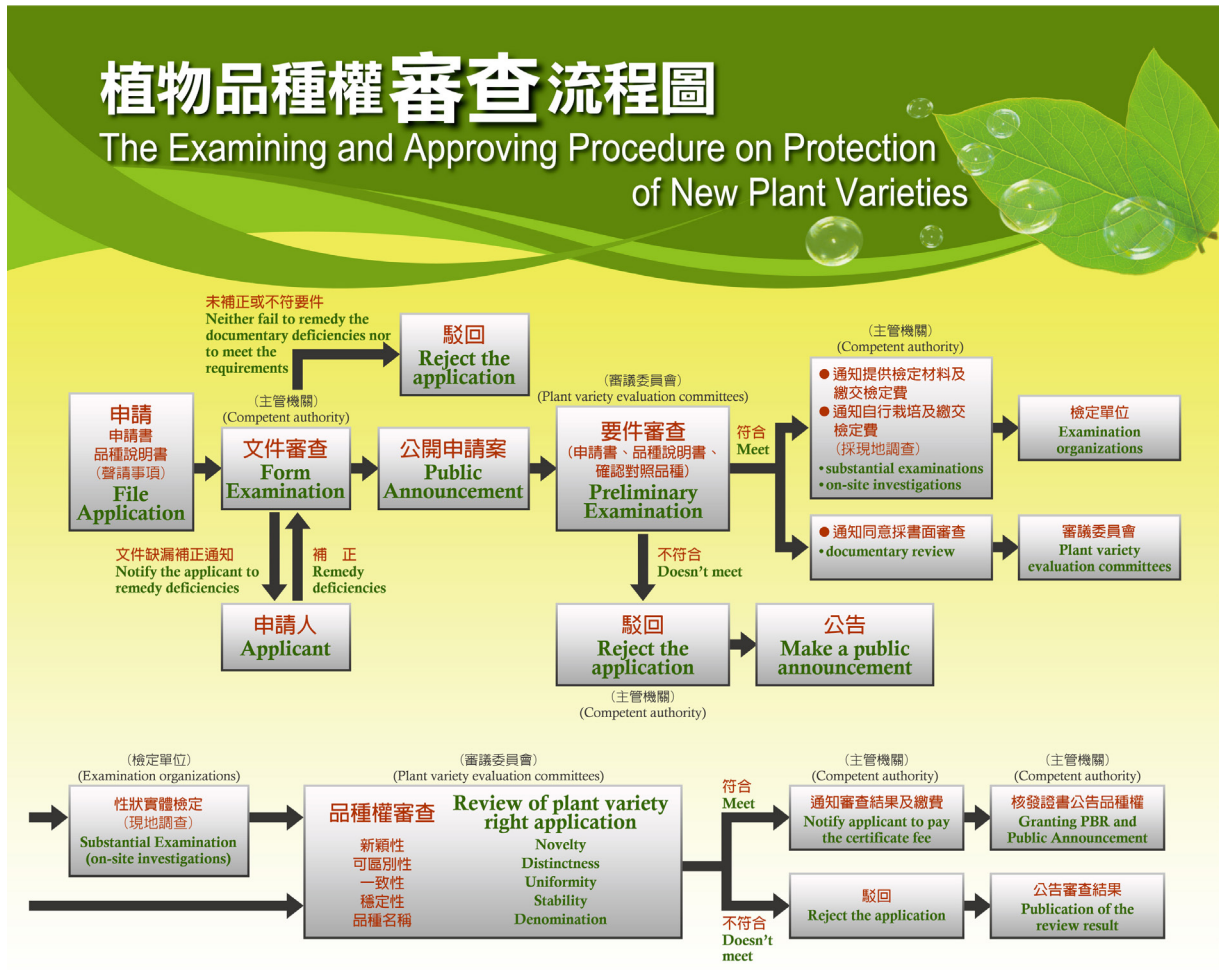 植物品種權審查流程圖
The Examining and Approving Procedure on Protection
of New Plant Varieties
未補正或不符要件
Neither fail to remedy the
documentary deficiencies nor
to meet the
requirements
駁回
Reject the
application
申請
申請書
品種說明書
(聲請事項)
File
Application
(主管機關)
(Competent authority)
文件審查
Form
Examination
公開申請案
Public
Announcement
(審議委員會)
(Plant variety evaluation committees)
要件審查
(申請書、品種說明書、
確認對照品種)
Preliminary
Examination
符合
Meet
(主管機關)
(Competent authority)
●通知提供檢定材料及
繳交檢定費
●通知自行栽培及繳交
檢定費
(採現地調查)
•substantial examinations
•on-site investigations
檢定單位
Examination
organizations
●通知同意採書面審查
•documentary review
審議委員會
Plant variety
evaluation committees
文件缺漏補正通知
Notify the applicant to
remedy deficiencies
補 正
Remedy
deficiencies
申請人
Applicant
不符合
Doesn't meet
駁回
Reject the
application
(主管機關)
(Competent authority)
公告
Make a public
announcement
(檢定單位)
(Examination organizations)
性狀實體檢定
(現地調查)
Substantial Examination
(on-site investigations)
(審議委員會)
(Plant variety evaluation committees)
品種權審查
Review of plant variety
right application
新穎性 Novelty
可區別性 Distinctness
一致性 Uniformity
穩定性 Stability
品種名稱 Denomination
符合
Meet
(主管機關)
(Competent authority)
通知審查結果及繳費
Notify applicant to pay
the certificate fee
(主管機關)
(Competent authority)
核發證書公告品種權
Granting PBR and
Public Announcement
不符合
Doesn't
meet
駁回
Reject the application
公告審查結果
Publication of the
review result